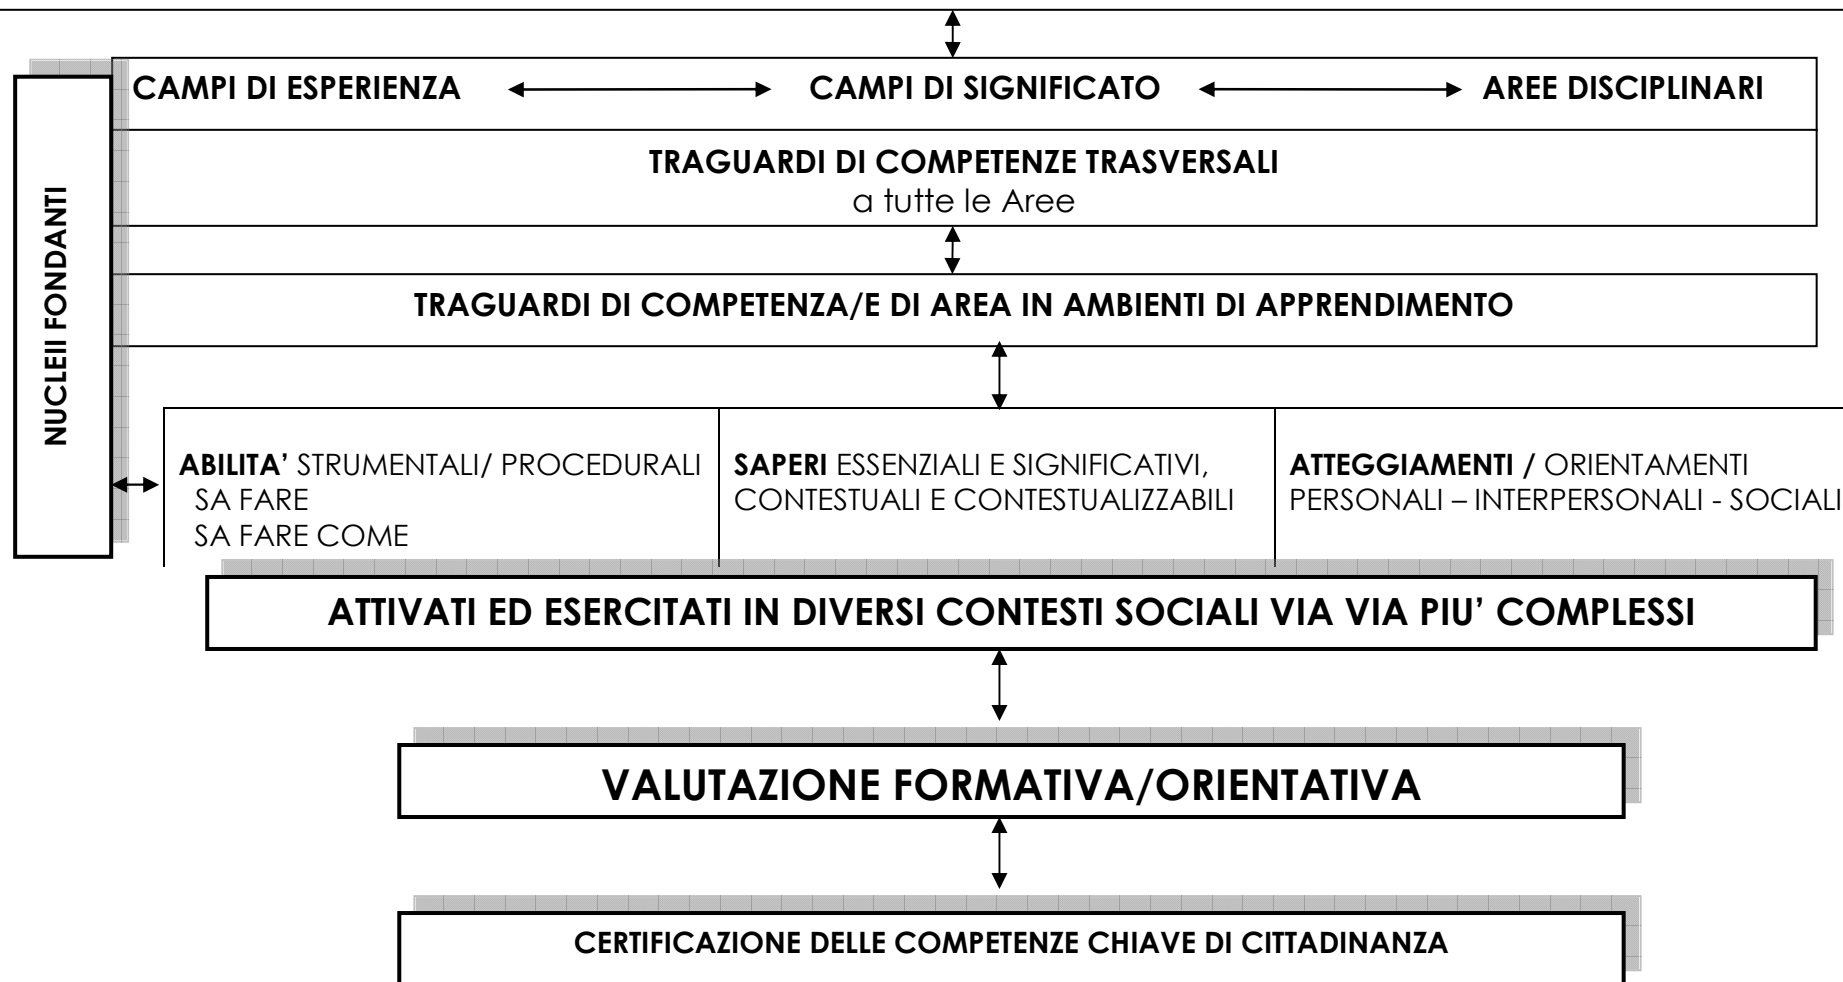 CAMPI DI ESPERIENZA CAMPI DI SIGNIFICATO AREE DISCIPLINARI
TRAGUARDI DI COMPETENZE TRASVERSALI
a tutte le Aree
TRAGUARDI DI COMPETENZA/E DI AREA IN AMBIENTI DI APPRENDIMENTO
NUCLEII FONDANTI
ABILITA' STRUMENTALI/ PROCEDURALI
SA FARE
SA FARE COME
SAPERI ESSENZIALI E SIGNIFICATIVI,
CONTESTUALI E CONTESTUALIZZABILI
ATTEGGIAMENTI / ORIENTAMENTI
PERSONALI – INTERPERSONALI - SOCIALI
ATTIVATI ED ESERCITATI IN DIVERSI CONTESTI SOCIALI VIA VIA PIU' COMPLESSI
VALUTAZIONE FORMATIVA/ORIENTATIVA
CERTIFICAZIONE DELLE COMPETENZE CHIAVE DI CITTADINANZA